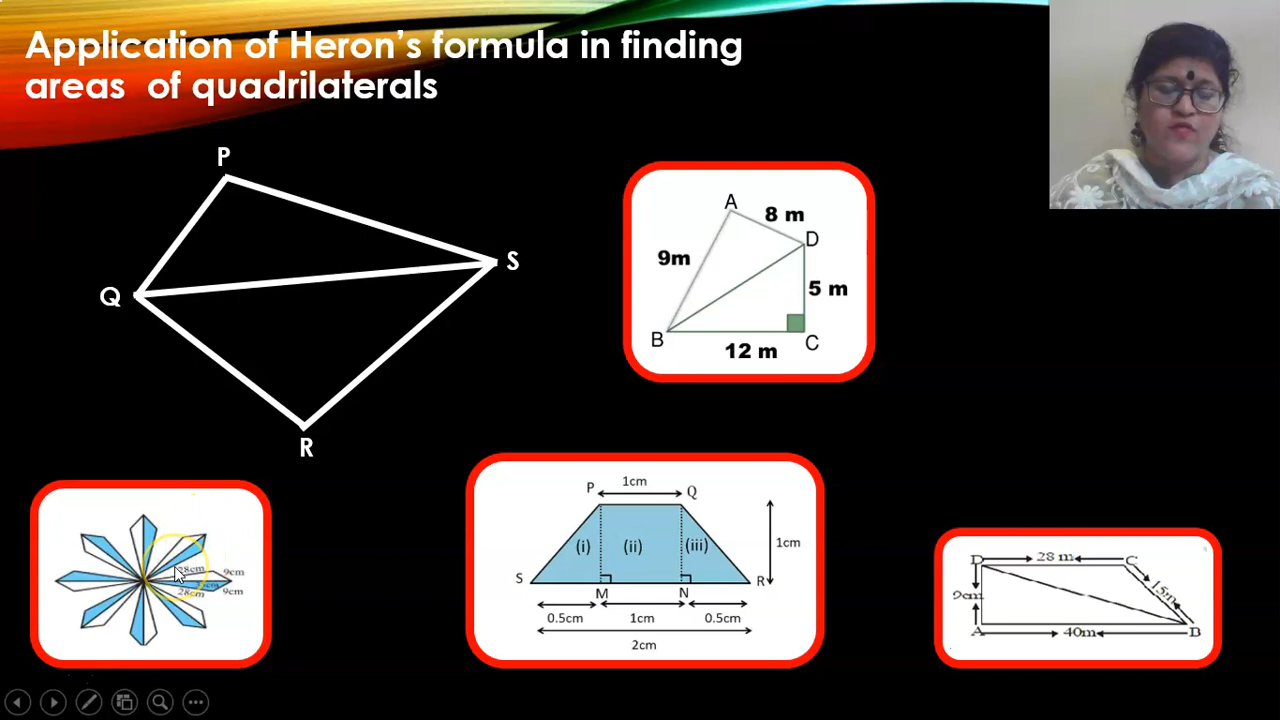 Application of Heron's formula in finding
areas of quadrilaterals
P
S
Q
R
A
8 m
D
9m
5 m
B
12 m
C
28cm
9cm
28cm
9cm
P
1cm
Q
(i)
(ii)
(iii)
1cm
S
M
N
R
0.5cm
1cm
0.5cm
2cm
D
28 m
C
9cm
15m
A
40m
B